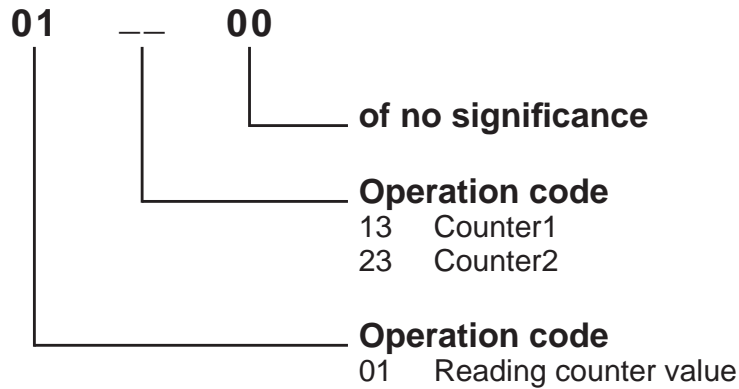 01 __ 00
of no significance
Operation code
13 Counter1
23 Counter2
Operation code
01 Reading counter value